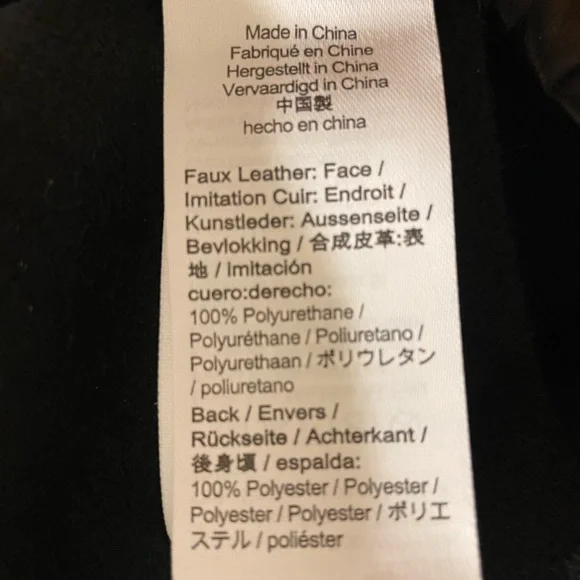 Made in China
Fabriqué en Chine
Hergestellt in China
Vervaardigd in China
中国製
hecho en china
Faux Leather: Face /
Imitation Cuir: Endroit /
Kunstleder: Aussenseite /
Bevlokking / 合成皮革:表
地 / Imitación
cuero:derecho:
100% Polyurethane /
Polyuréthane / Poliuretano /
Polyurethaan / ポリウレタン
/ poliuretano
Back / Envers /
Rückseite / Achterkant /
後身頃 / espalda:
100% Polyester / Polyester /
Polyester / Polyester / ポリエ
ステル / poliéster